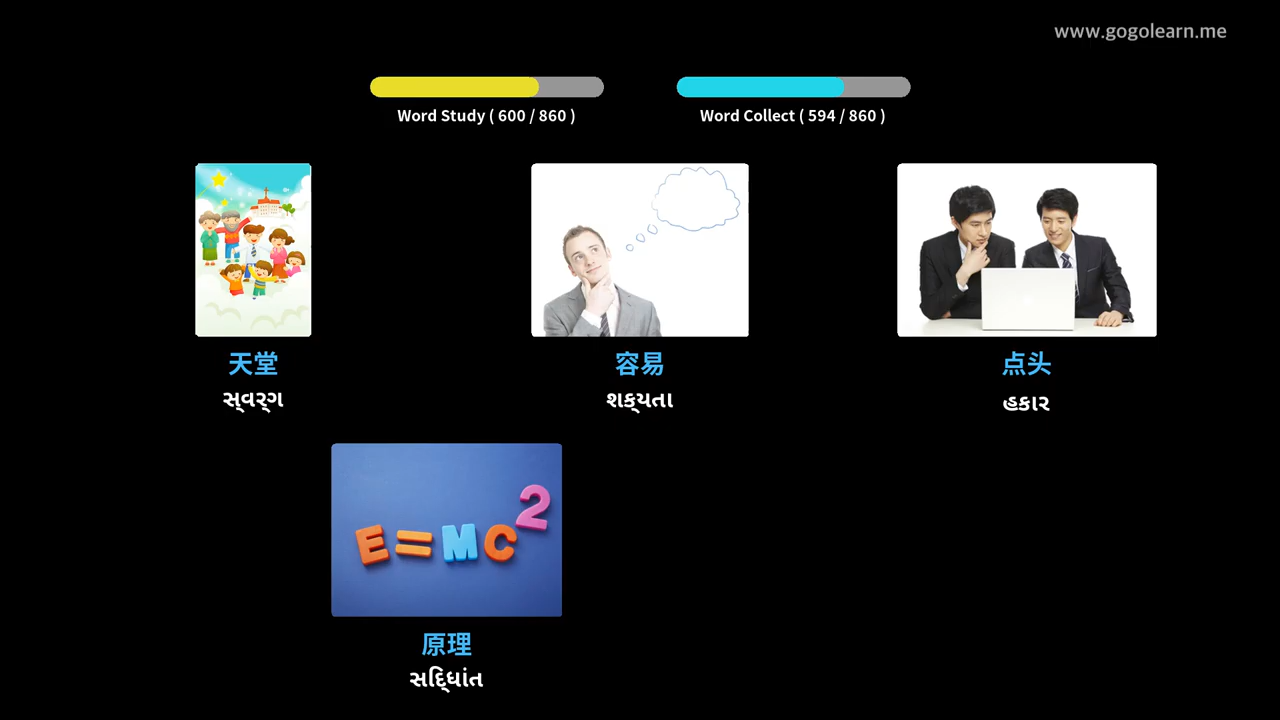 www.gogolearn.me
Word Study ( 600 / 860 )
Word Collect ( 594 / 860 )
天堂
સ્વર્ગ
容易
શક્યતા
点头
હકાર
E=MC2
原理
સિદ્ધાંત